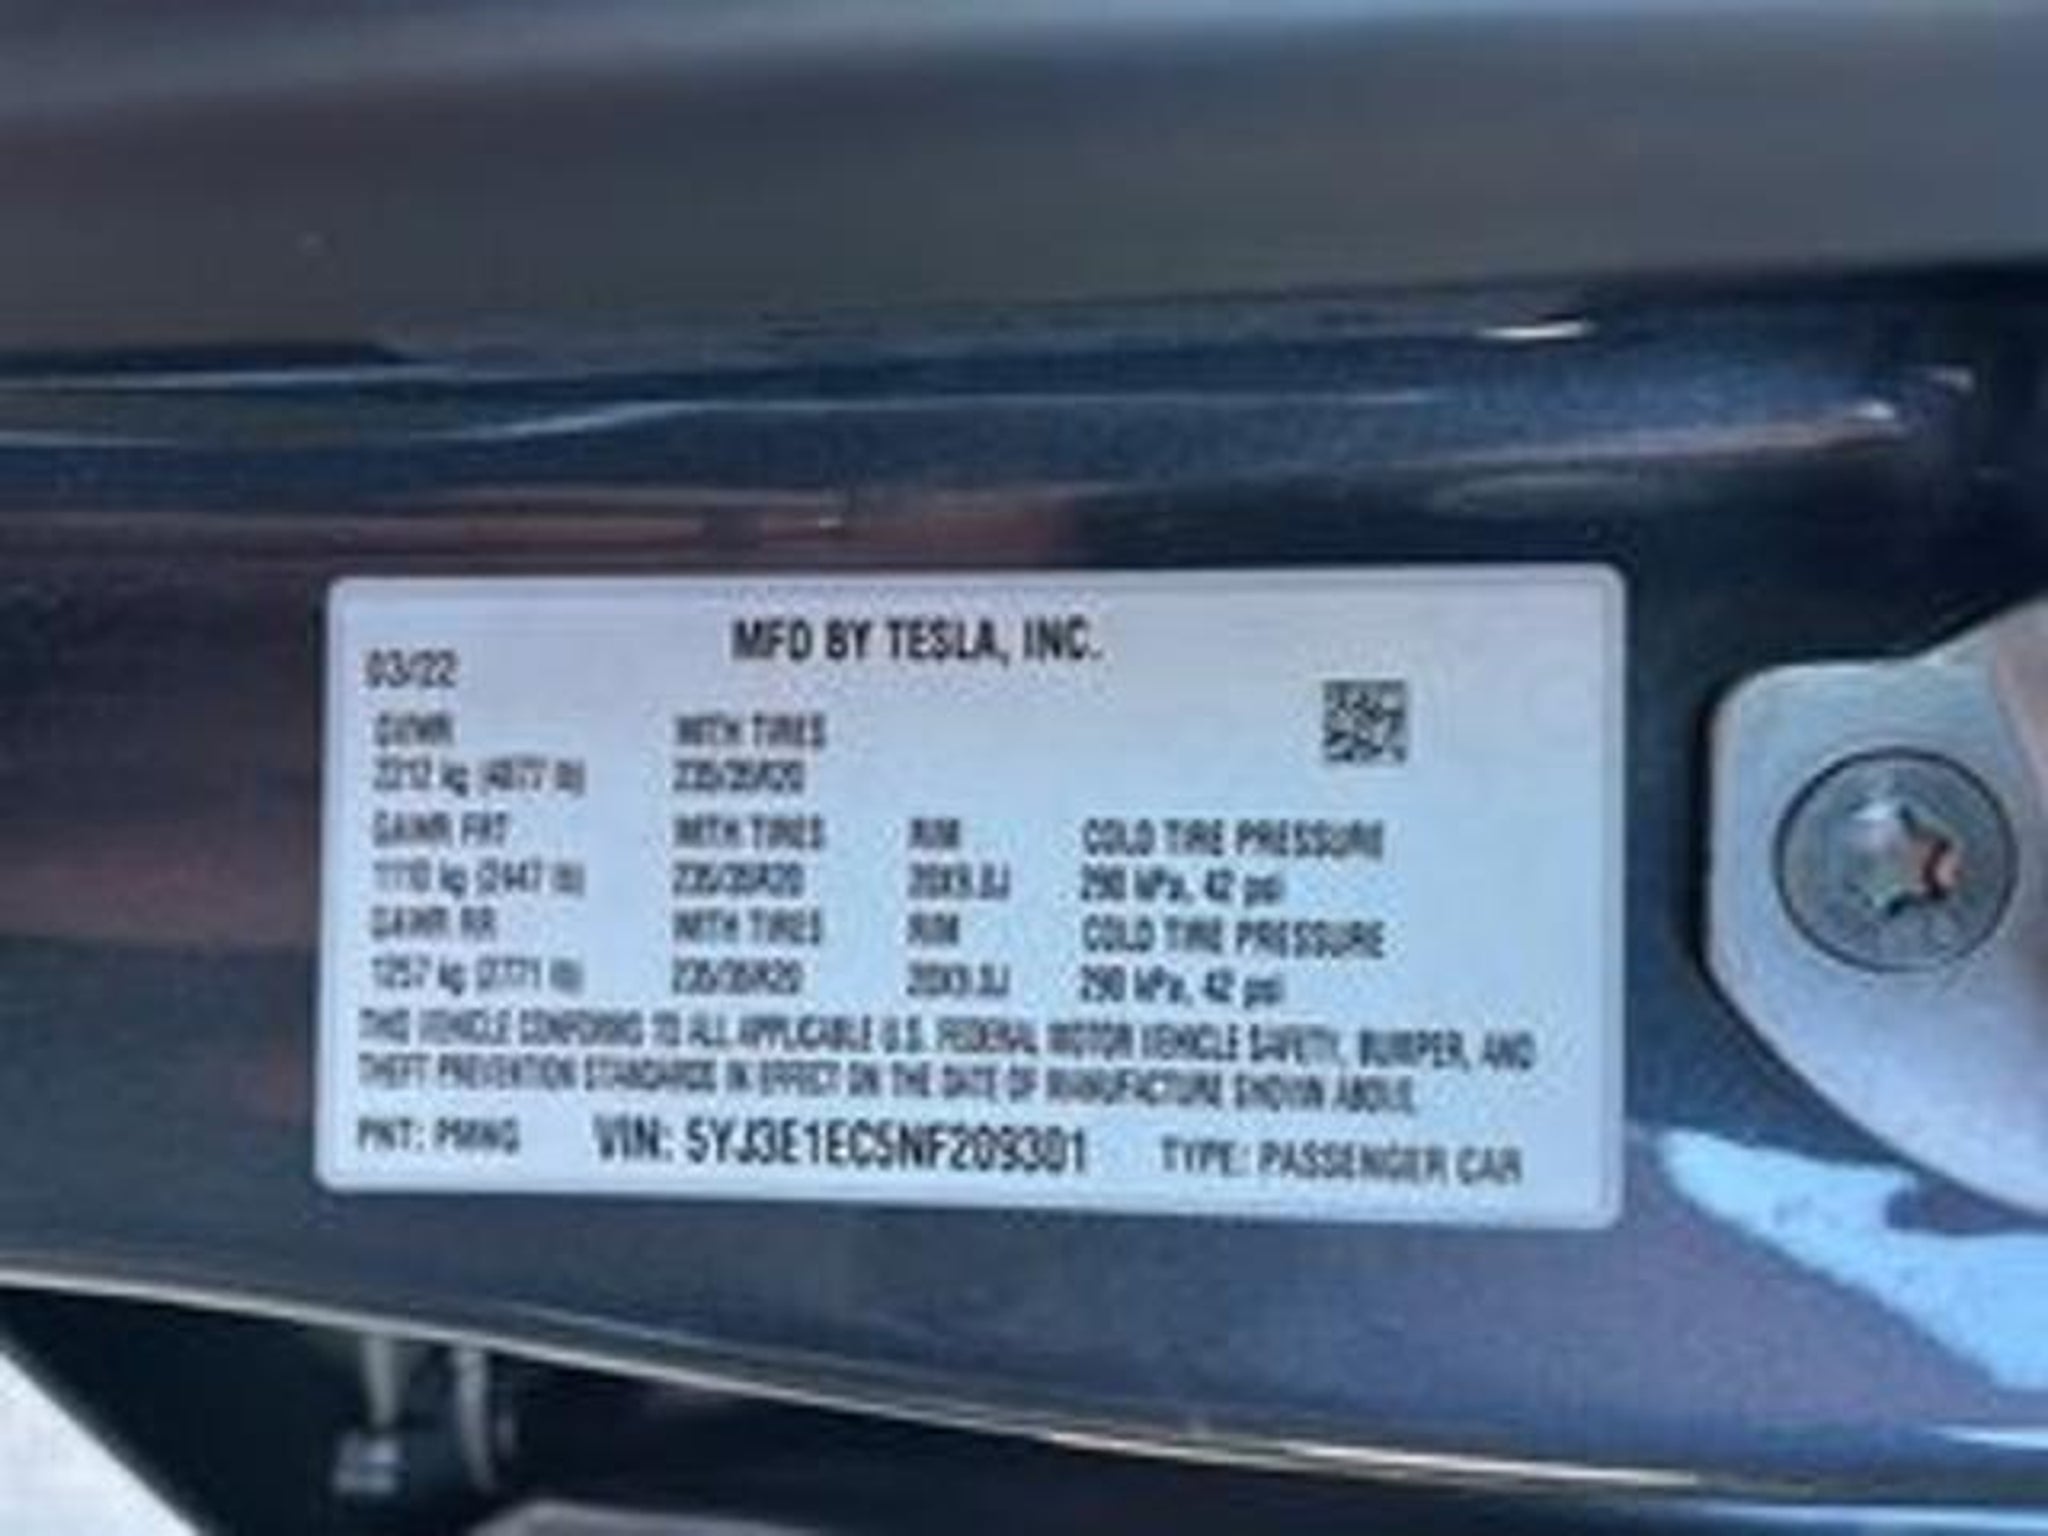 MFD BY TESLA, INC.
03/22
GVWR WITH TIRES
2212 kg (4877 lb) 235/35R20
GAWR FRT WITH TIRES RIM COLD TIRE PRESSURE
1110 kg (2447 lb) 235/35R20 20X9.0J 290 kPa, 42 psi
GAWR RR WITH TIRES RIM COLD TIRE PRESSURE
1257 kg (2771 lb) 235/35R20 20X9.0J 290 kPa, 42 psi
THIS VEHICLE CONFORMS TO ALL APPLICABLE U.S. FEDERAL MOTOR VEHICLE SAFETY, BUMPER, AND
THEFT PREVENTION STANDARDS IN EFFECT ON THE DATE OF MANUFACTURE SHOWN ABOVE.
PNT: PMNG VIN: 5YJ3E1EC5NF209301 TYPE: PASSENGER CAR